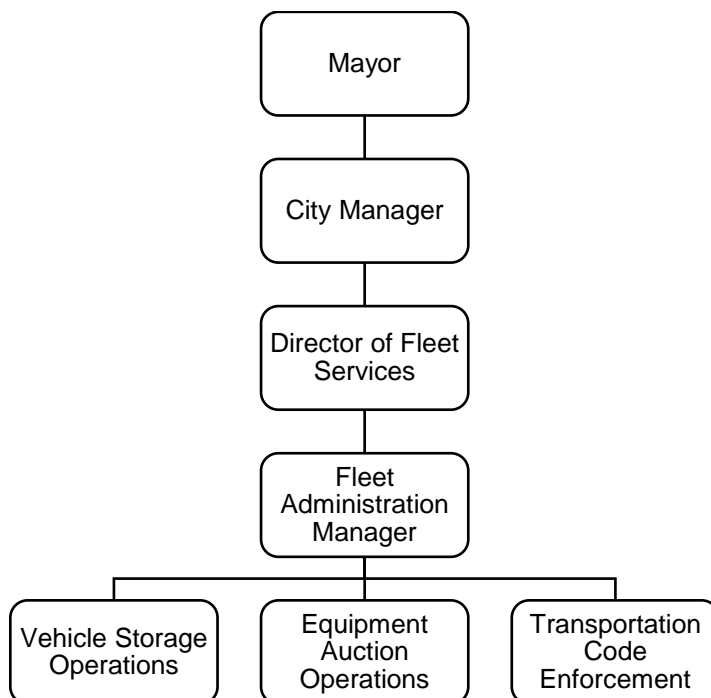 Mayor
City Manager
Director of Fleet
Services
Fleet
Administration
Manager
Vehicle Storage
Operations
Equipment
Auction
Operations
Transportation
Code
Enforcement